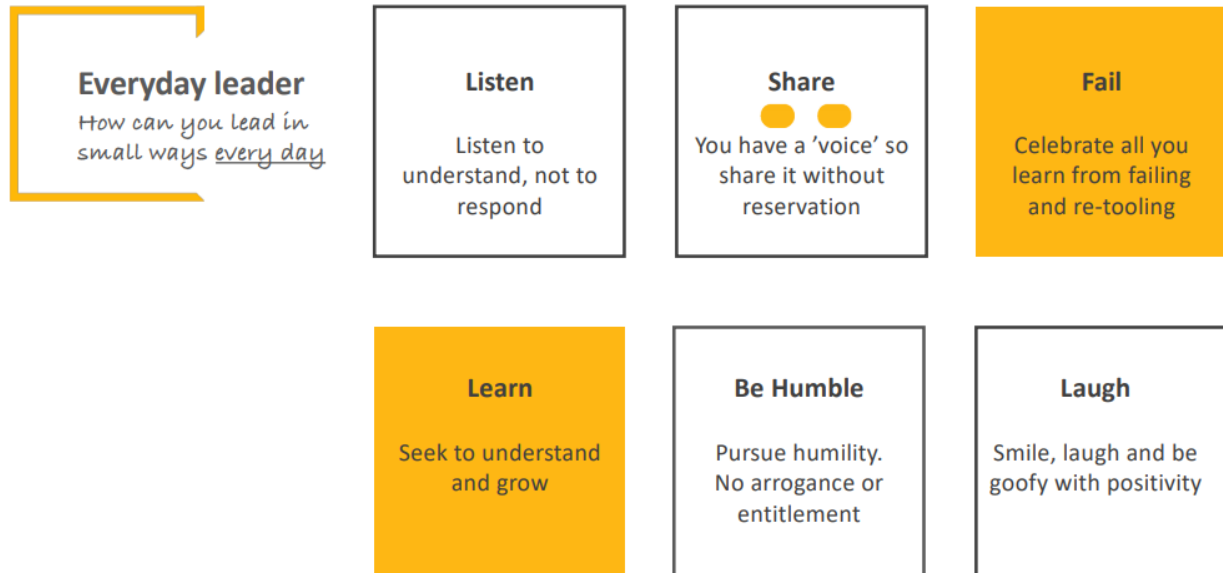 Everyday leader
How can you lead in
small ways every day
Listen
Listen to
understand, not to
respond
Share
You have a ’voice’ so
share it without
reservation
Fail
Celebrate all you
learn from failing
and re-tooling
Learn
Seek to understand
and grow
Be Humble
Pursue humility.
No arrogance or
entitlement
Laugh
Smile, laugh and be
goofy with positivity